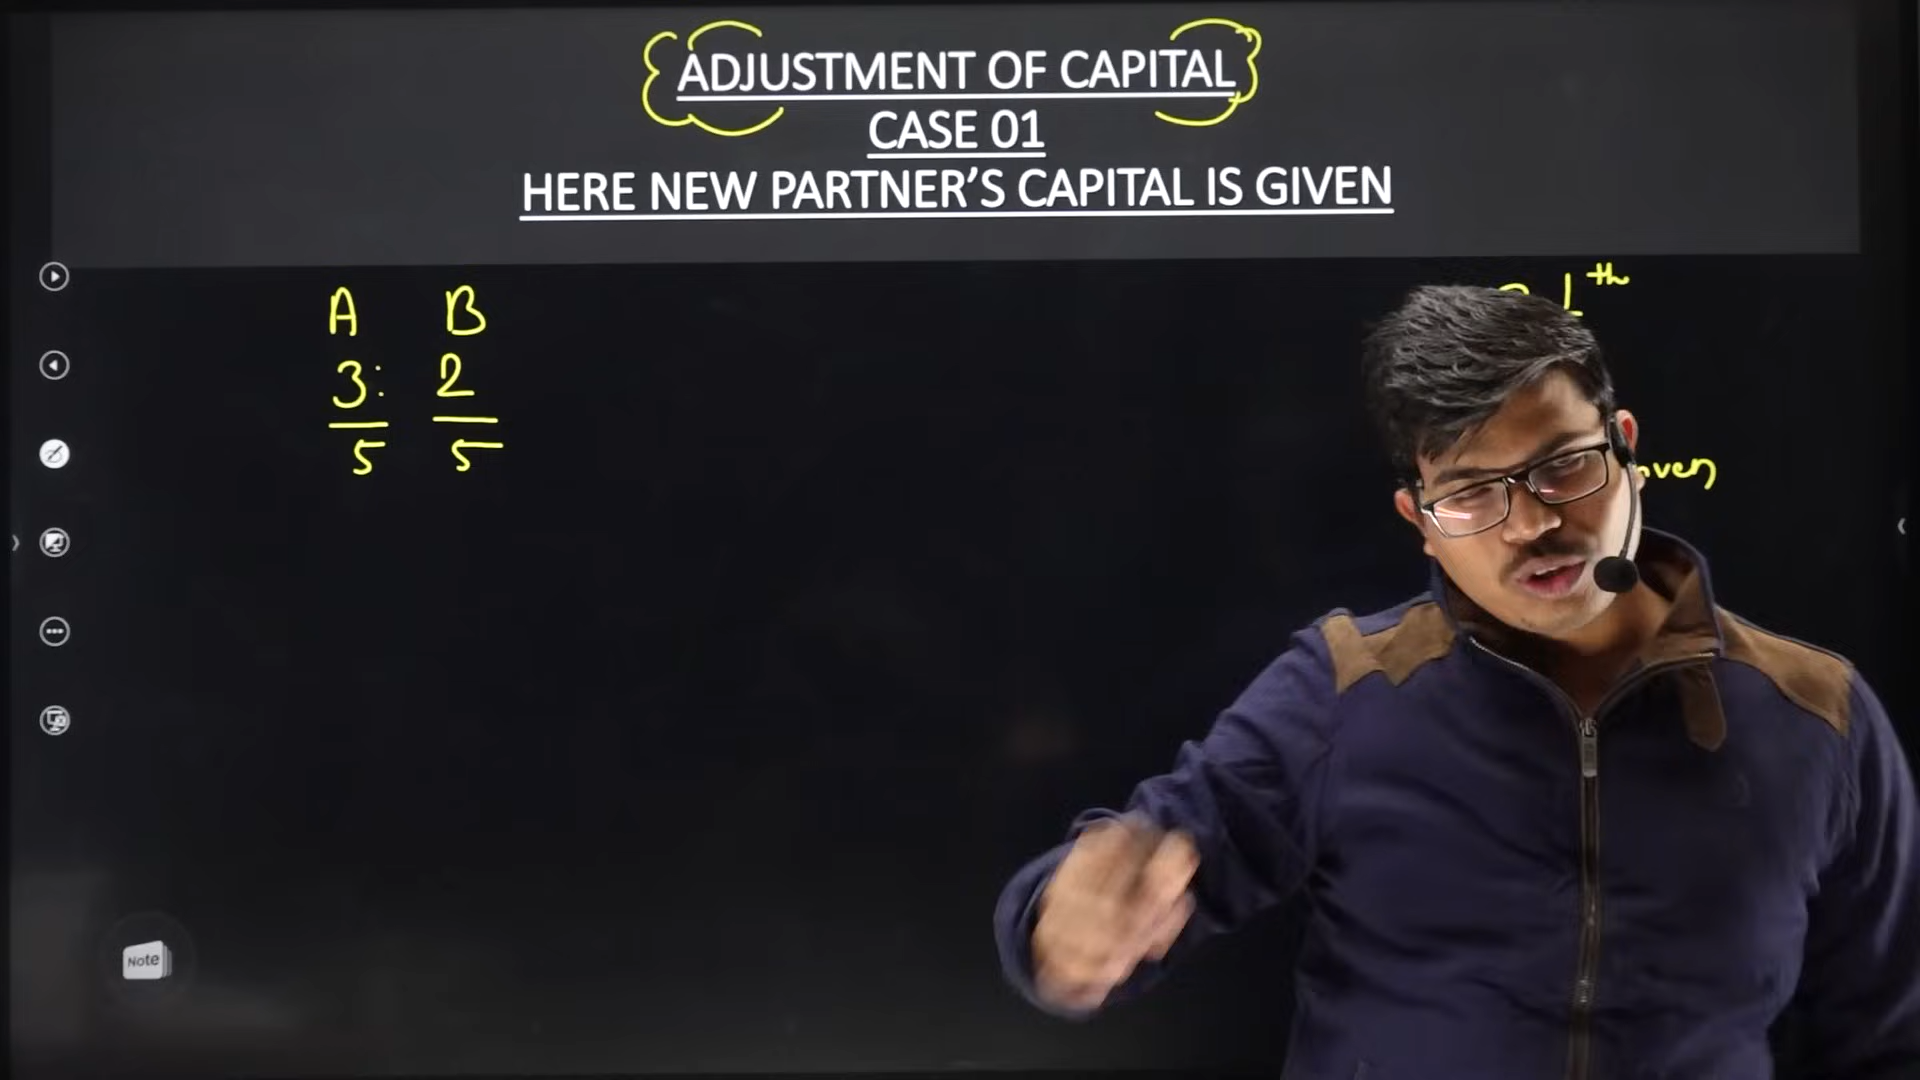 ADJUSTMENT OF CAPITAL
CASE 01
HERE NEW PARTNER'S CAPITAL IS GIVEN
A B
3: 2
5 5
th
Note